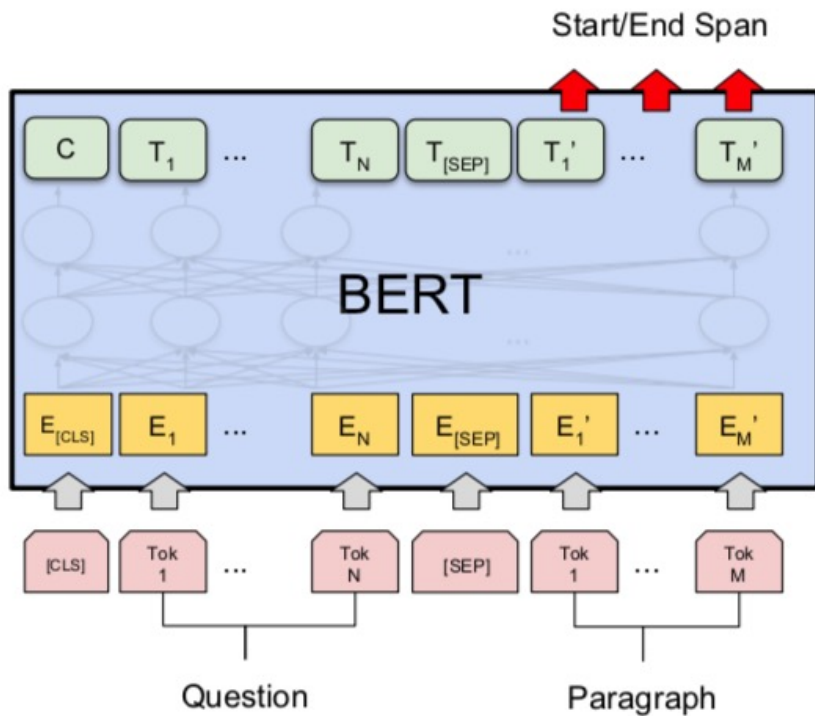 Start/End Span
C T1 ... TN T[SEP] T1’ ... TM’
...
BERT
...
E[CLS] E1 ... EN E[SEP] E1’ ... EM’
[CLS] Tok 1 ... Tok N [SEP] Tok 1 ... Tok M
Question Paragraph